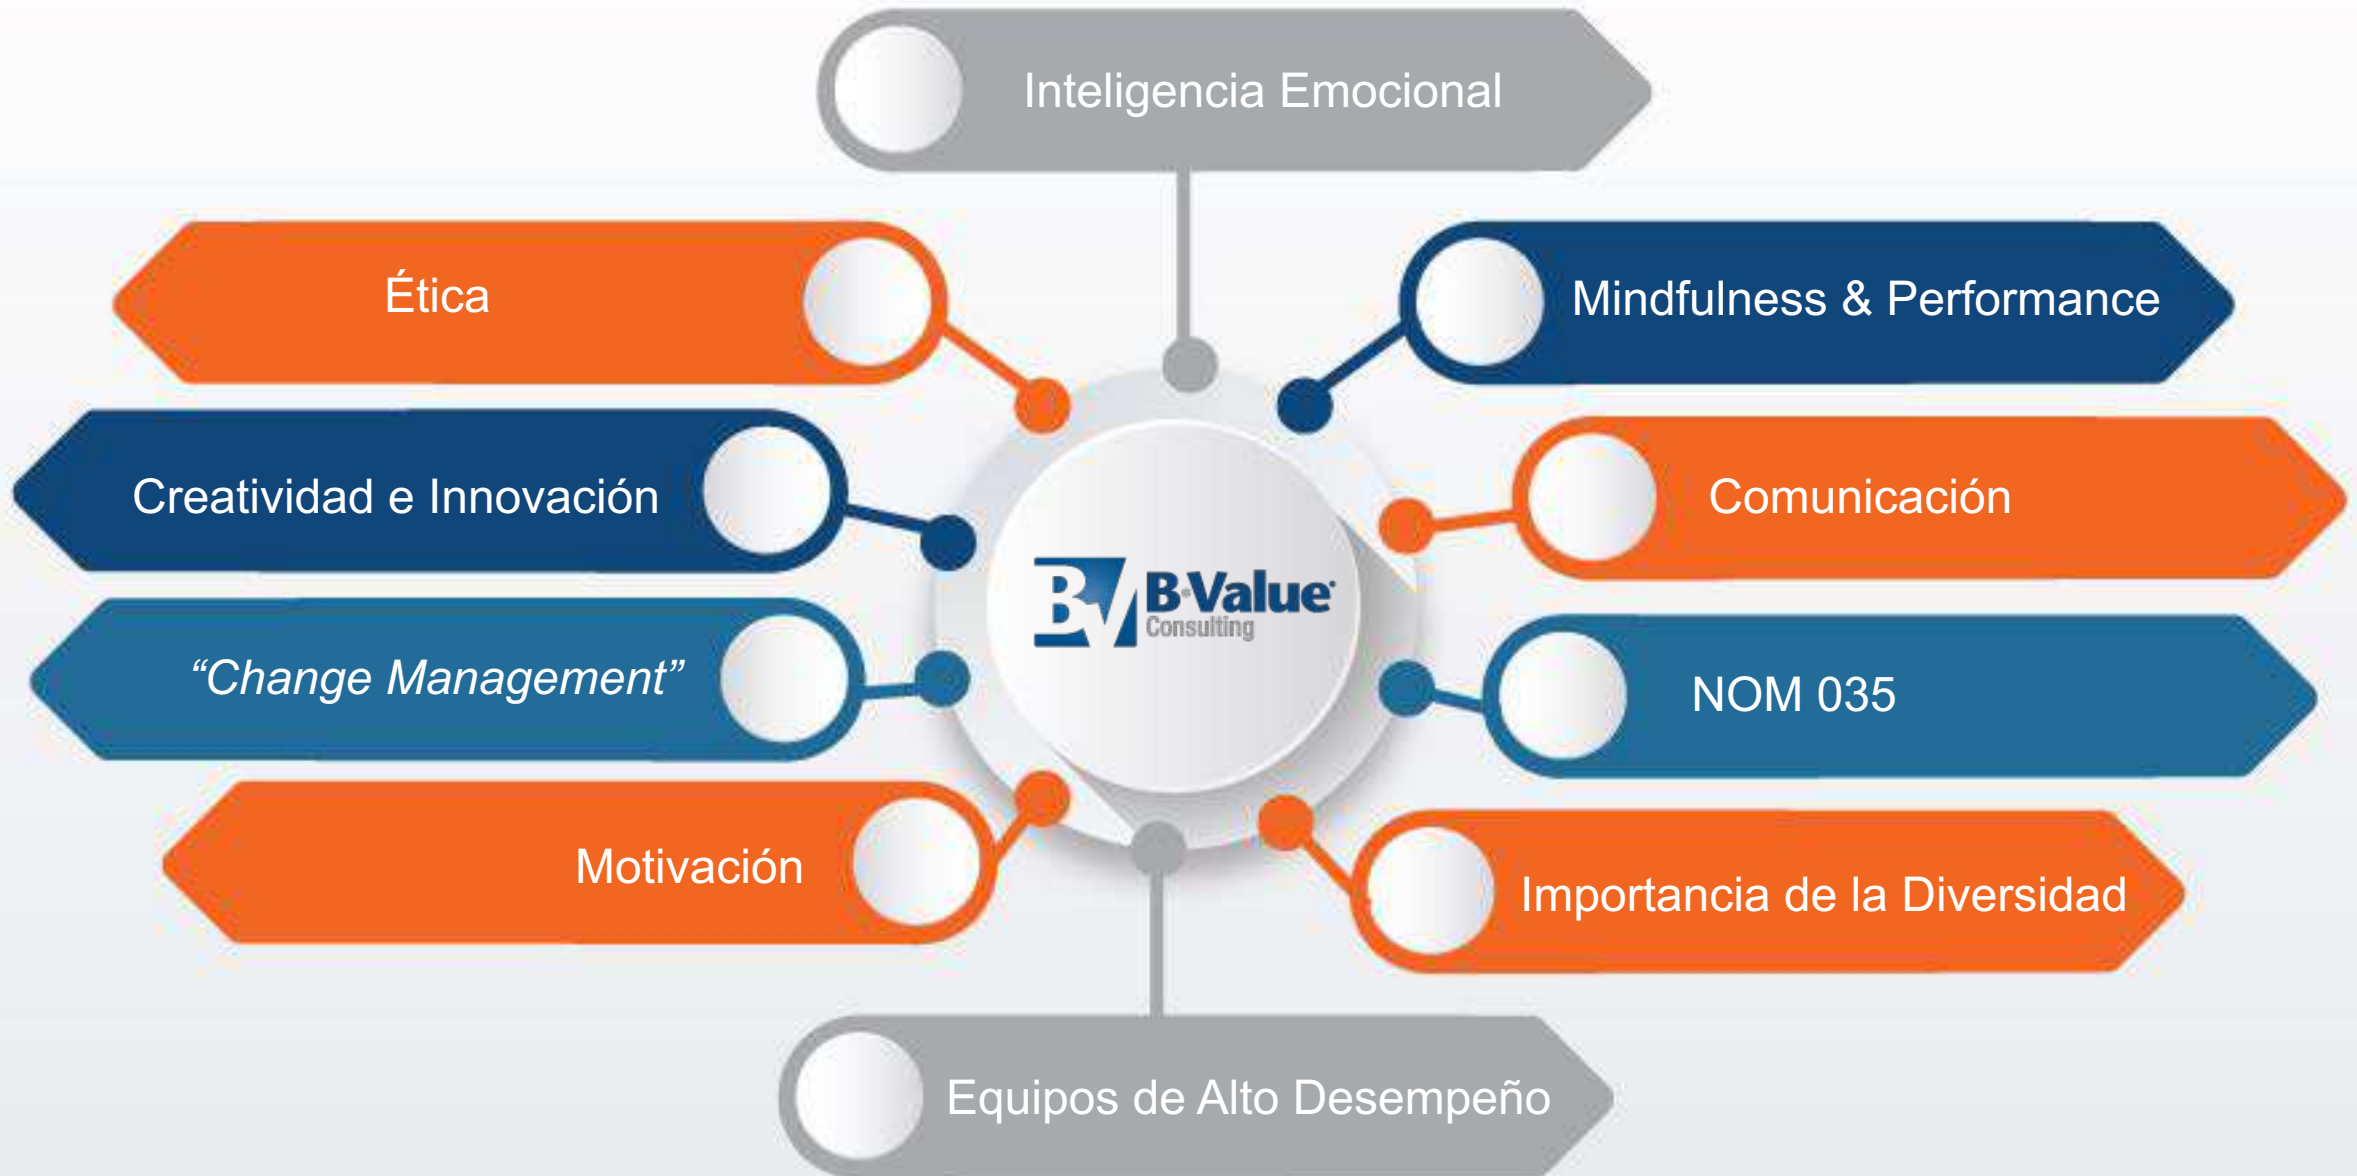 Inteligencia Emocional
Ética
Mindfulness & Performance
Creatividad e Innovación
Comunicación
BV B·Value®
Consulting
“Change Management”
NOM 035
Motivación
Importancia de la Diversidad
Equipos de Alto Desempeño